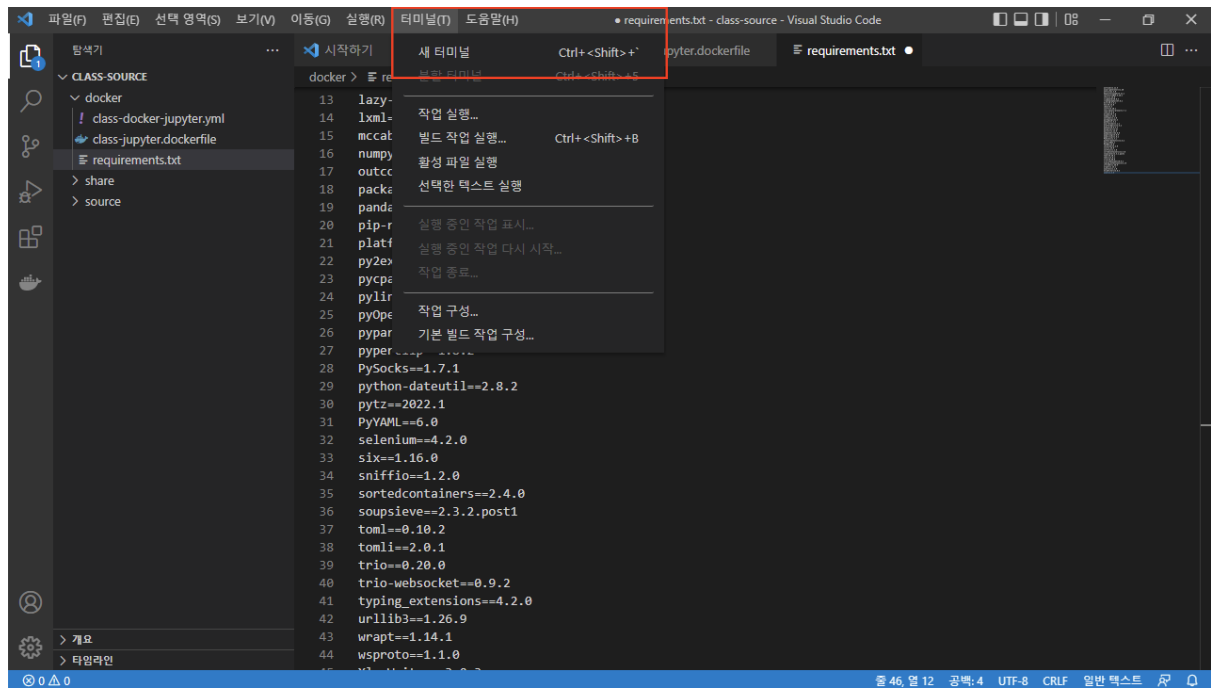 파일(F) 편집(E) 선택 영역(S) 보기(V) 이동(G) 실행(R) 터미널(T) 도움말(H) ● requirements.txt - class-source - Visual Studio Code
탐색기 ···
시작하기
pyter.dockerfile
requirements.txt ●
CLASS-SOURCE
docker
class-docker-jupyter.yml
class-jupyter.dockerfile
requirements.txt
share
source
개요
타임라인
docker > re
새 터미널 Ctrl+<Shift>+`
분할 터미널 Ctrl+<Shift>+5
작업 실행...
빌드 작업 실행... Ctrl+<Shift>+B
활성 파일 실행
선택한 텍스트 실행
실행 중인 작업 표시...
실행 중인 작업 다시 시작...
작업 종료...
작업 구성...
기본 빌드 작업 구성...
13 lazy-
14 lxml=
15 mccab
16 numpy
17 outco
18 packa
19 panda
20 pip-r
21 platf
22 py2ex
23 pycpa
24 pylin
25 pyOpe
26 pypar
27
28 PySocks==1.7.1
29 python-dateutil==2.8.2
30 pytz==2022.1
31 PyYAML==6.0
32 selenium==4.2.0
33 six==1.16.0
34 sniffio==1.2.0
35 sortedcontainers==2.4.0
36 soupsieve==2.3.2.post1
37 toml==0.10.2
38 tomli==2.0.1
39 trio==0.20.0
40 trio-websocket==0.9.2
41 typing_extensions==4.2.0
42 urllib3==1.26.9
43 wrapt==1.14.1
44 wsproto==1.1.0
1
0 0
줄 46, 열 12 공백: 4 UTF-8 CRLF 일반 텍스트